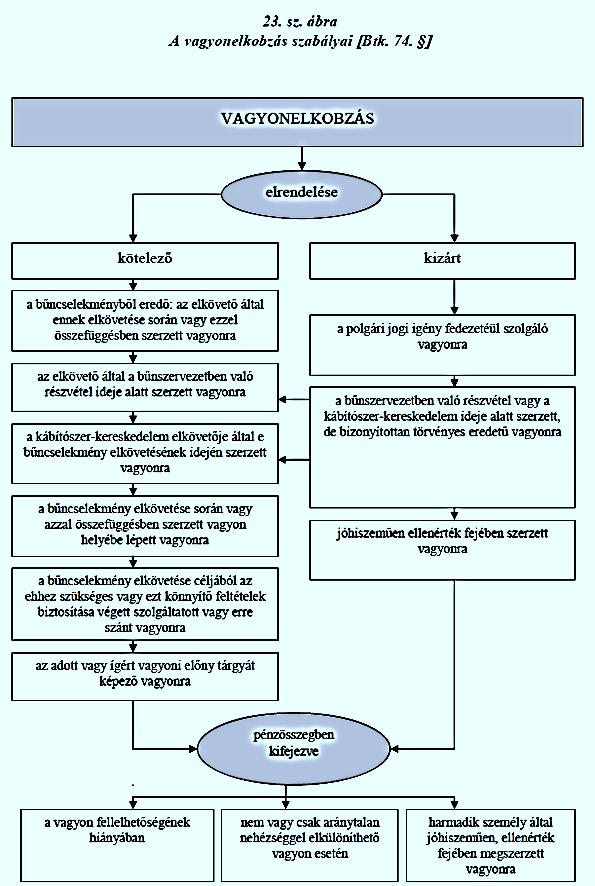 23. sz. ábra
A vagyonelkobzás szabályai [Btk. 74. §]
VAGYONELKOBZÁS
elrendelése
kötelező
kizárt
a bűncselekményből eredő: az elkövető által
ennek elkövetése során vagy ezzel
összefüggésben szerzett vagyonra
az elkövető által a bűnszervezetben való
részvétel ideje alatt szerzett vagyonra
a kábítószer-kereskedelem elkövetője által e
bűncselekmény elkövetésének idején szerzett
vagyonra
a bűncselekmény elkövetése során vagy
azzal összefüggésben szerzett vagyon
helyébe lépett vagyonra
a bűncselekmény elkövetése céljából az
ehhez szükséges vagy ezt könnyítő feltételek
biztosítása végett szolgáltatott vagy erre
szánt vagyonra
az adott vagy ígért vagyoni előny tárgyát
képező vagyonra
a polgári jogi igény fedezetéül szolgáló
vagyonra
a bűnszervezetben való részvétel vagy a
kábítószer-kereskedelem ideje alatt szerzett,
de bizonyítottan törvényes eredetű vagyonra
jóhiszeműen ellenérték fejében szerzett
vagyonra
pénzösszegben
kifejezve
a vagyon fellelhetőségének
hiányában
nem vagy csak aránytalan
nehézséggel elkülöníthető
vagyon esetén
harmadik személy által
jóhiszeműen, ellenérték
fejében megszerzett
vagyonra